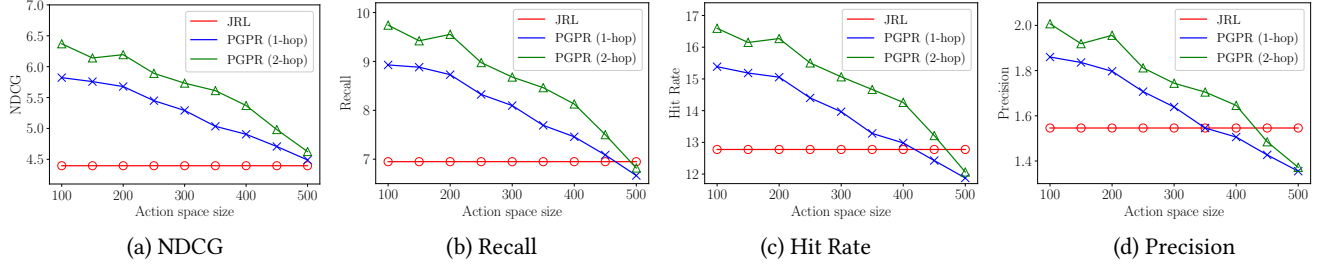 7.0
6.5
6.0
5.5
5.0
4.5
NDCG
100 200 300 400 500
Action space size
JRL
PGPR (1-hop)
PGPR (2-hop)
(a) NDCG
10
9
8
7
Recall
100 200 300 400 500
Action space size
JRL
PGPR (1-hop)
PGPR (2-hop)
(b) Recall
17
16
15
14
13
12
Hit Rate
100 200 300 400 500
Action space size
JRL
PGPR (1-hop)
PGPR (2-hop)
(c) Hit Rate
2.0
1.8
1.6
1.4
Precision
100 200 300 400 500
Action space size
JRL
PGPR (1-hop)
PGPR (2-hop)
(d) Precision